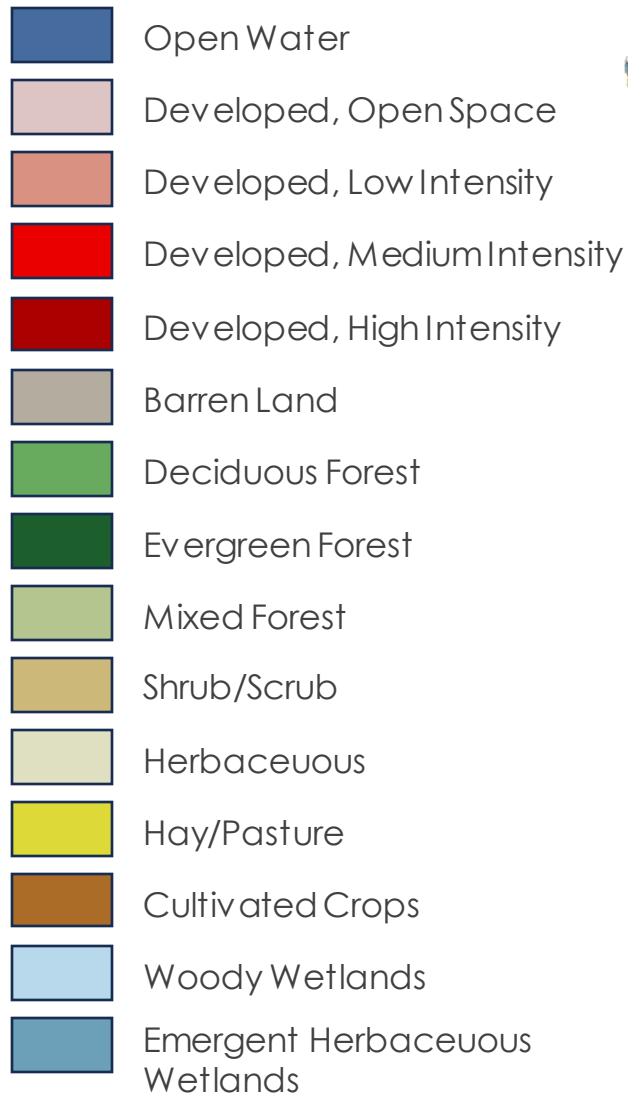 Open Water
Developed, Open Space
Developed, Low Intensity
Developed, Medium Intensity
Developed, High Intensity
Barren Land
Deciduous Forest
Evergreen Forest
Mixed Forest
Shrub/Scrub
Herbaceuous
Hay/Pasture
Cultivated Crops
Woody Wetlands
Emergent Herbaceuous
Wetlands